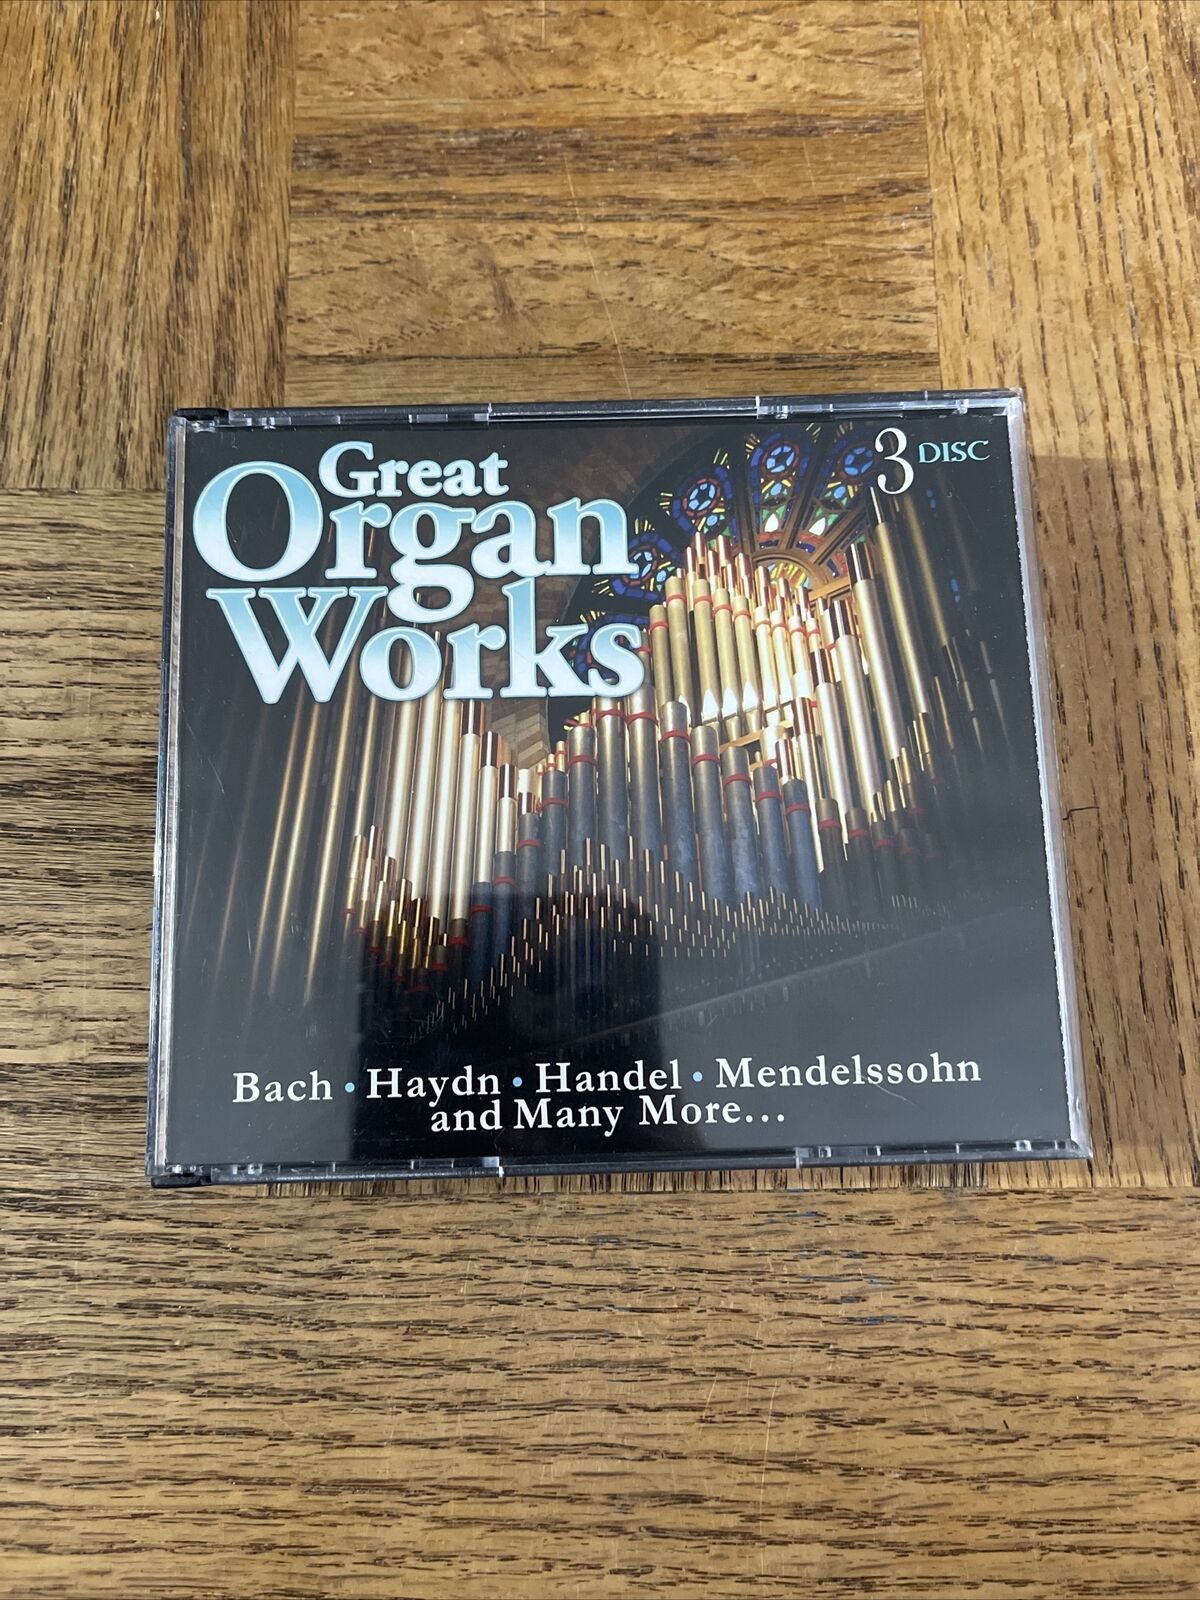 Great
Organ
Works
3 DISC
Bach • Haydn • Handel • Mendelssohn
and Many More...